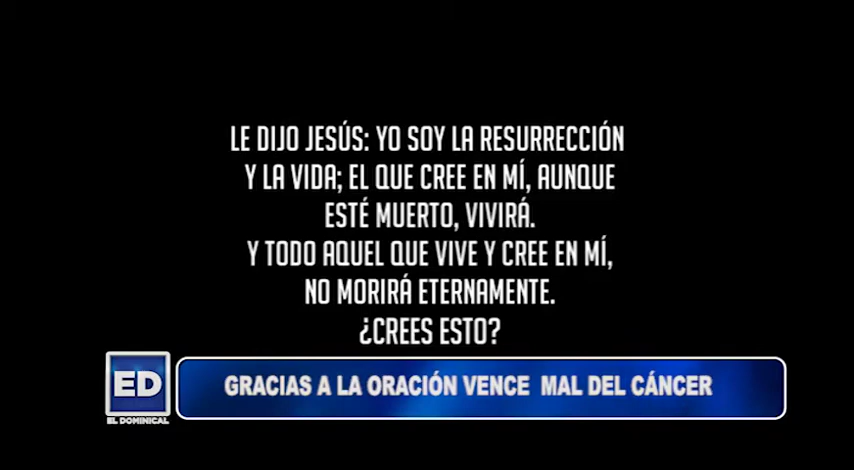 LE DIJO JESÚS: YO SOY LA RESURRECCIÓN
Y LA VIDA; EL QUE CREE EN MÍ, AUNQUE
ESTÉ MUERTO, VIVIRÁ.
Y TODO AQUEL QUE VIVE Y CREE EN MÍ,
NO MORIRÁ ETERNAMENTE.
¿CREES ESTO?
ED
EL DOMINICAL
GRACIAS A LA ORACIÓN VENCE MAL DEL CÁNCER